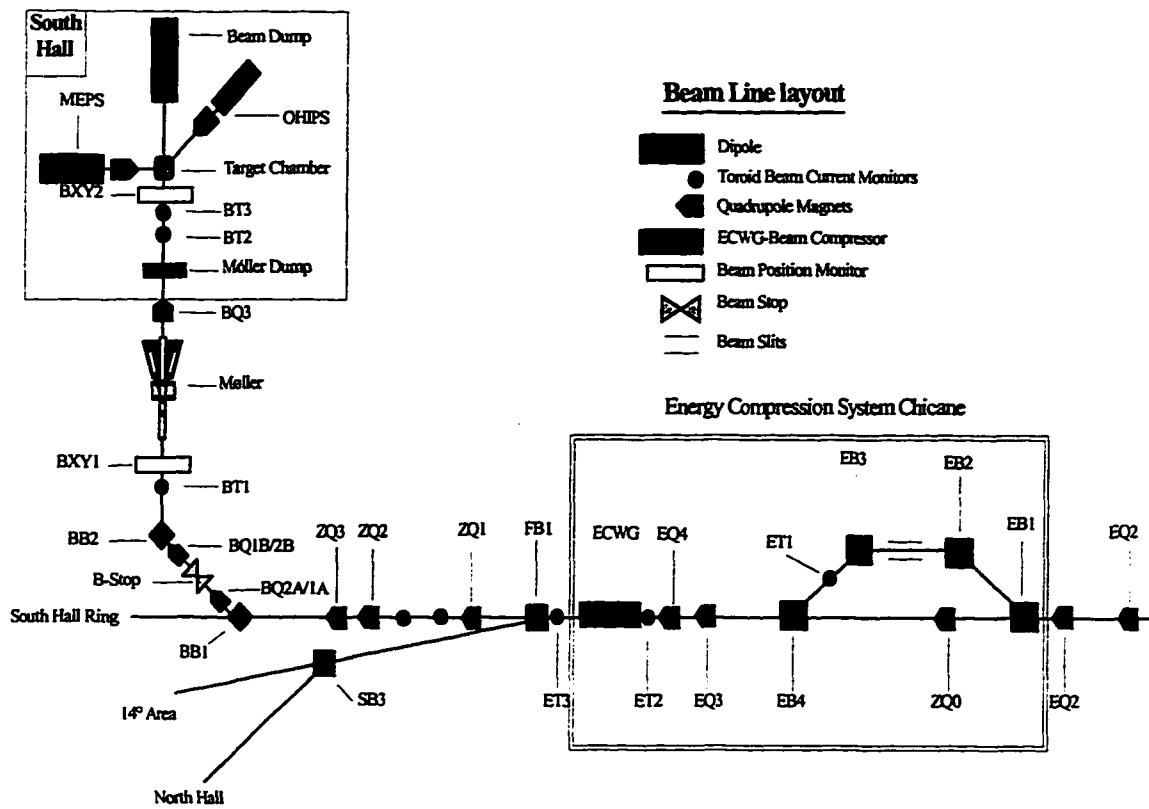 South
Hall
Beam Dump
MEPS
OHIPS
Target Chamber
BXY2
BT3
BT2
Móller Dump
BQ3
Møller
BXY1
BT1
BB2
BQ1B/2B
B-Stop
BQ2A/1A
South Hall Ring
BB1
ZQ3
ZQ2
ZQ1
FB1
14° Area
SB3
North Hall
Beam Line layout
Dipole
Toroid Beam Current Monitors
Quadrupole Magnets
ECWG-Beam Compressor
Beam Position Monitor
Beam Stop
Beam Slits
Energy Compression System Chicane
EB3
EB2
ECWG
EQ4
ET1
EB1
EQ2
ET3
ET2
EQ3
EB4
ZQ0
EQ2